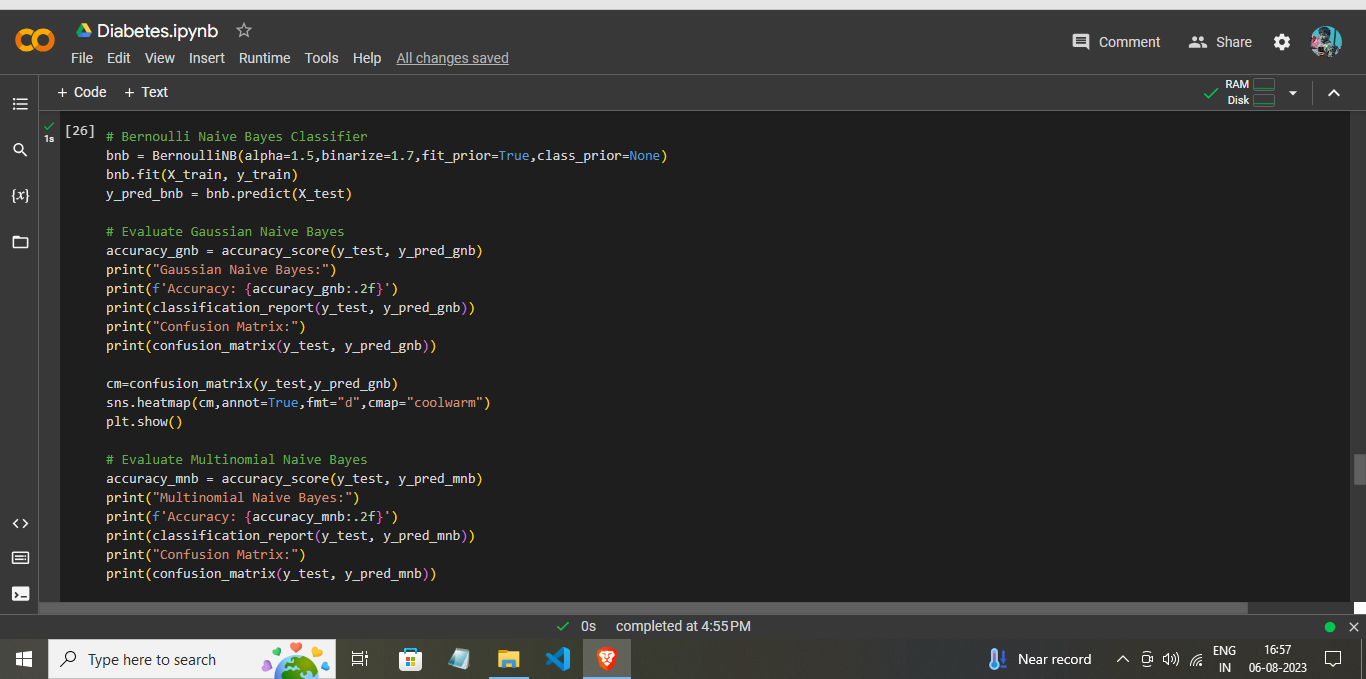 Diabetes.ipynb
File Edit View Insert Runtime Tools Help All changes saved
Comment Share
+ Code + Text
RAM
Disk
1s
[26]
# Bernoulli Naive Bayes Classifier
bnb = BernoulliNB(alpha=1.5,binarize=1.7,fit_prior=True,class_prior=None)
bnb.fit(X_train, y_train)
y_pred_bnb = bnb.predict(X_test)
# Evaluate Gaussian Naive Bayes
accuracy_gnb = accuracy_score(y_test, y_pred_gnb)
print("Gaussian Naive Bayes:")
print(f'Accuracy: {accuracy_gnb:.2f}')
print(classification_report(y_test, y_pred_gnb))
print("Confusion Matrix:")
print(confusion_matrix(y_test, y_pred_gnb))
cm=confusion_matrix(y_test,y_pred_gnb)
sns.heatmap(cm,annot=True,fmt="d",cmap="coolwarm")
plt.show()
# Evaluate Multinomial Naive Bayes
accuracy_mnb = accuracy_score(y_test, y_pred_mnb)
print("Multinomial Naive Bayes:")
print(f'Accuracy: {accuracy_mnb:.2f}')
print(classification_report(y_test, y_pred_mnb))
print("Confusion Matrix:")
print(confusion_matrix(y_test, y_pred_mnb))
{x}
0s completed at 4:55 PM
Type here to search
Near record
ENG
IN
16:57
06-08-2023